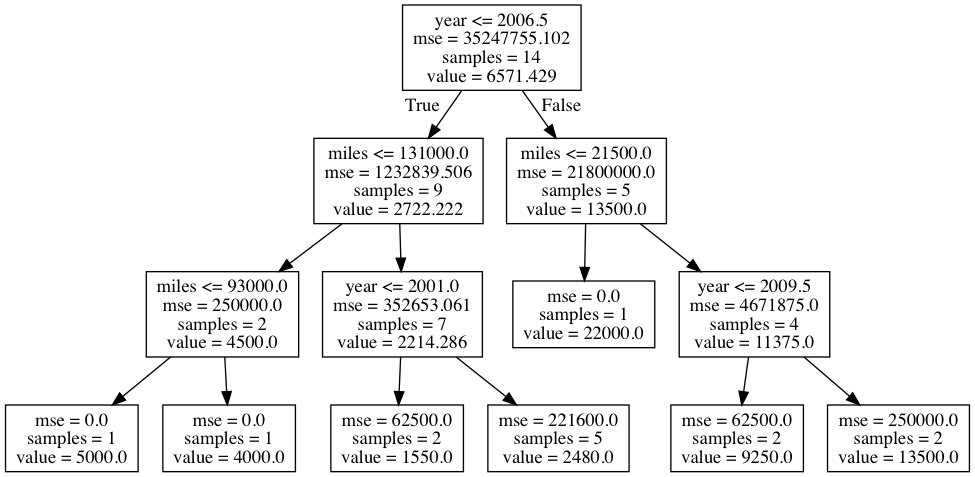 year <= 2006.5
mse = 35247755.102
samples = 14
value = 6571.429
True
False
miles <= 131000.0
mse = 1232839.506
samples = 9
value = 2722.222
miles <= 21500.0
mse = 21800000.0
samples = 5
value = 13500.0
miles <= 93000.0
mse = 250000.0
samples = 2
value = 4500.0
year <= 2001.0
mse = 352653.061
samples = 7
value = 2214.286
mse = 0.0
samples = 1
value = 22000.0
year <= 2009.5
mse = 4671875.0
samples = 4
value = 11375.0
mse = 0.0
samples = 1
value = 5000.0
mse = 0.0
samples = 1
value = 4000.0
mse = 62500.0
samples = 2
value = 1550.0
mse = 221600.0
samples = 5
value = 2480.0
mse = 62500.0
samples = 2
value = 9250.0
mse = 250000.0
samples = 2
value = 13500.0